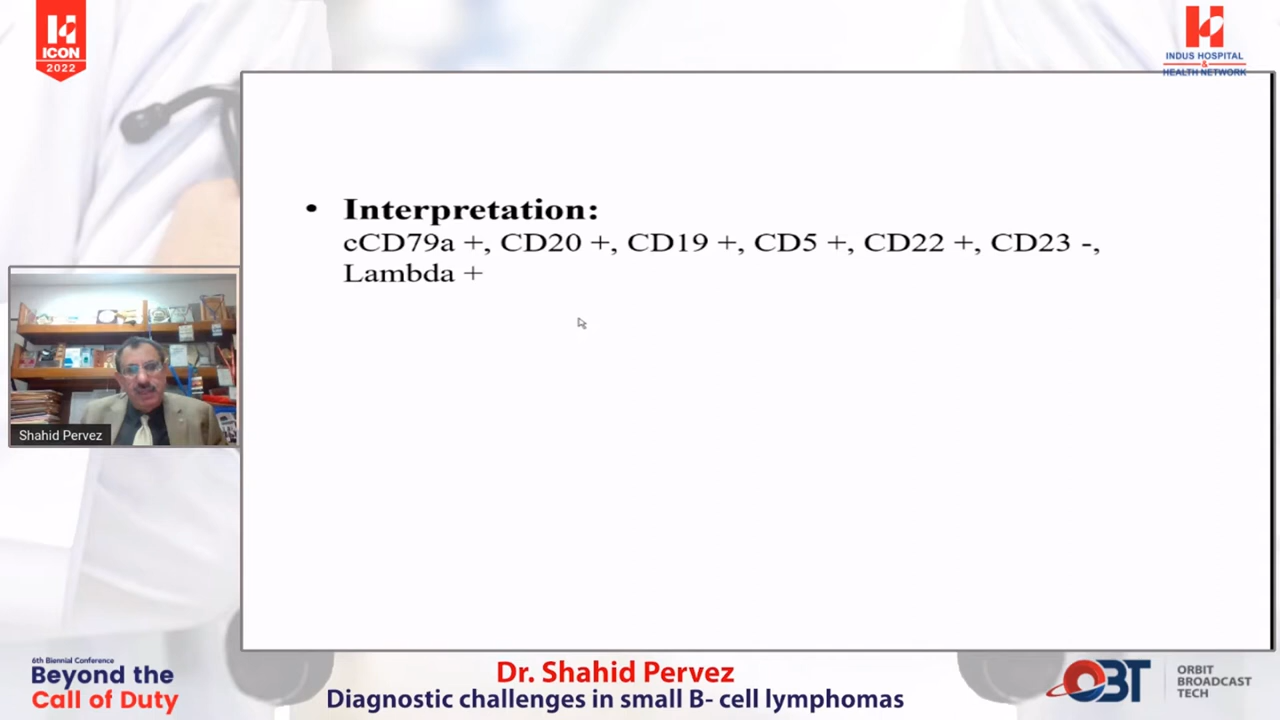 ICON
2022
INDUS HOSPITAL
&
HEALTH NETWORK
• Interpretation:
cCD79a +, CD20 +, CD19 +, CD5 +, CD22 +, CD23 -,
Lambda +
Shahid Pervez
6th Biennial Conference
Beyond the
Call of Duty
Dr. Shahid Pervez
Diagnostic challenges in small B- cell lymphomas
OBT
ORBIT
BROADCAST
TECH